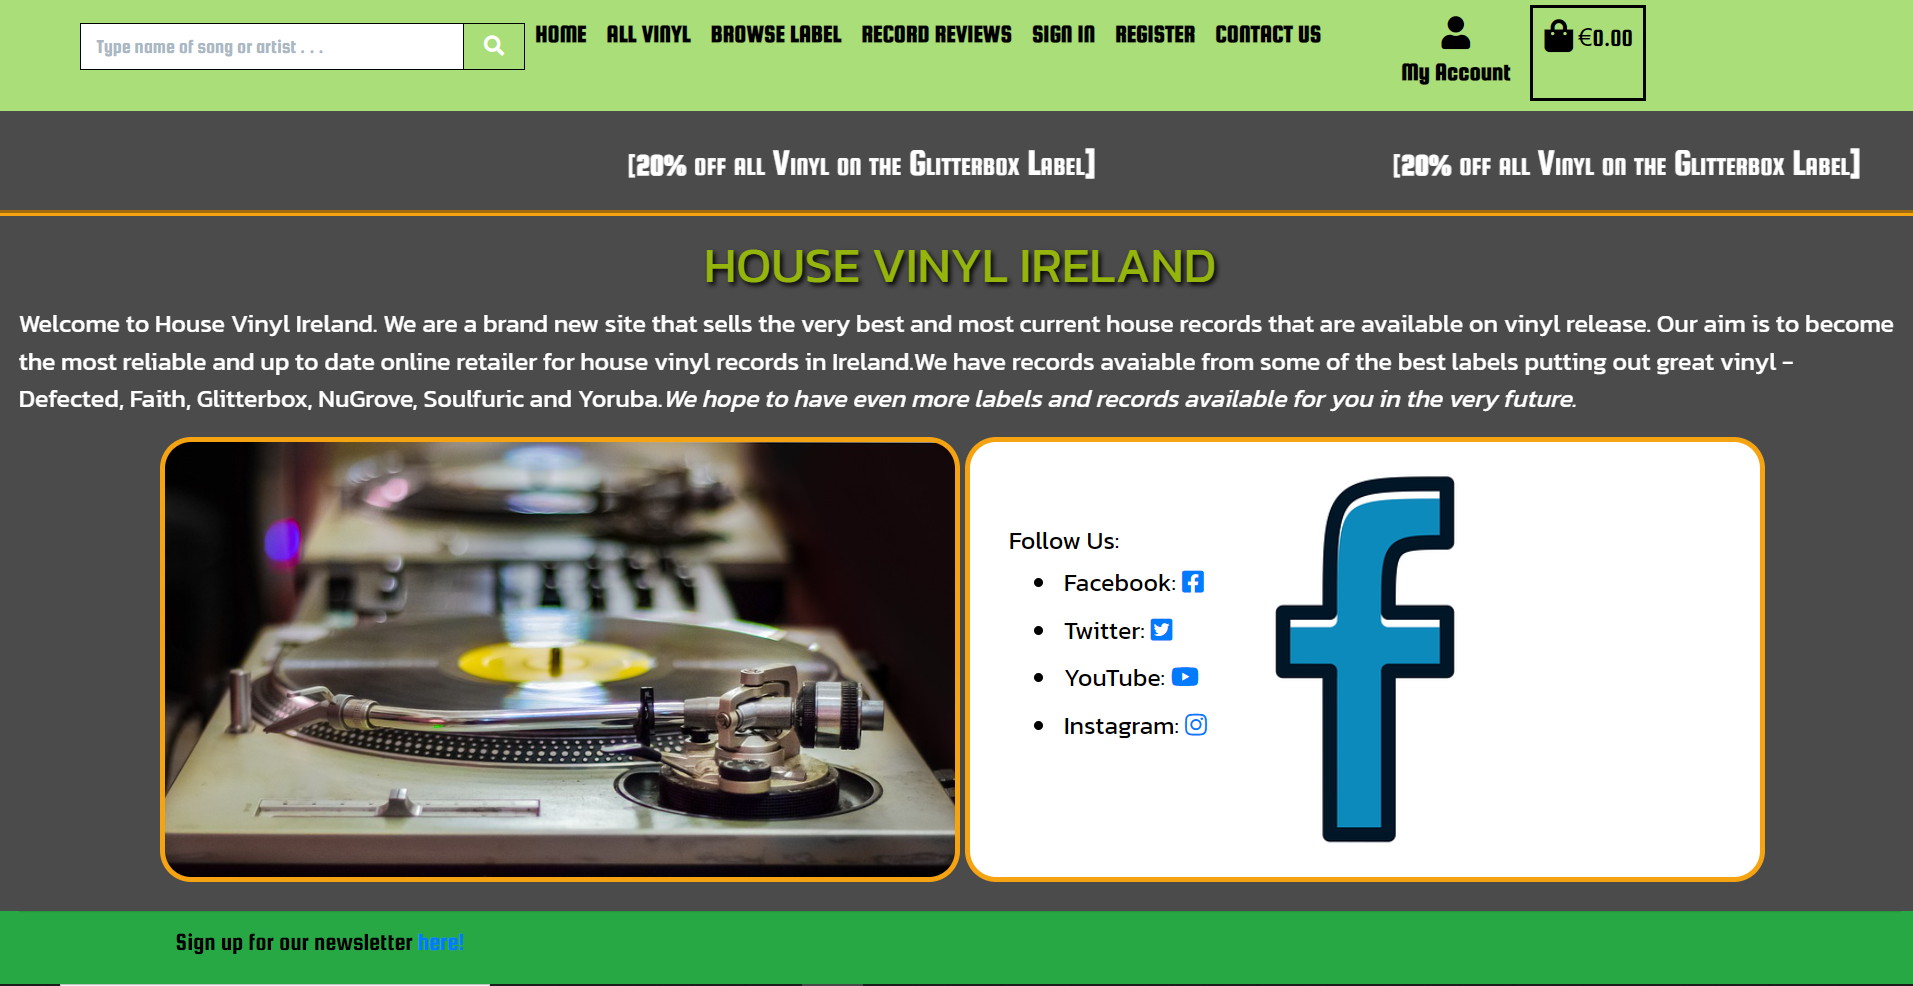 Type name of song or artist . . .
HOME ALL VINYL BROWSE LABEL RECORD REVIEWS SIGN IN REGISTER CONTACT US
My Account
€0.00
[20% off all Vinyl on the Glitterbox Label] [20% off all Vinyl on the Glitterbox Label]
HOUSE VINYL IRELAND
Welcome to House Vinyl Ireland. We are a brand new site that sells the very best and most current house records that are available on vinyl release. Our aim is to become
the most reliable and up to date online retailer for house vinyl records in Ireland.We have records avaiable from some of the best labels putting out great vinyl -
Defected, Faith, Glitterbox, NuGrove, Soulfuric and Yoruba.We hope to have even more labels and records available for you in the very future.
Follow Us:
Facebook:
Twitter:
YouTube:
Instagram:
Sign up for our newsletter here!